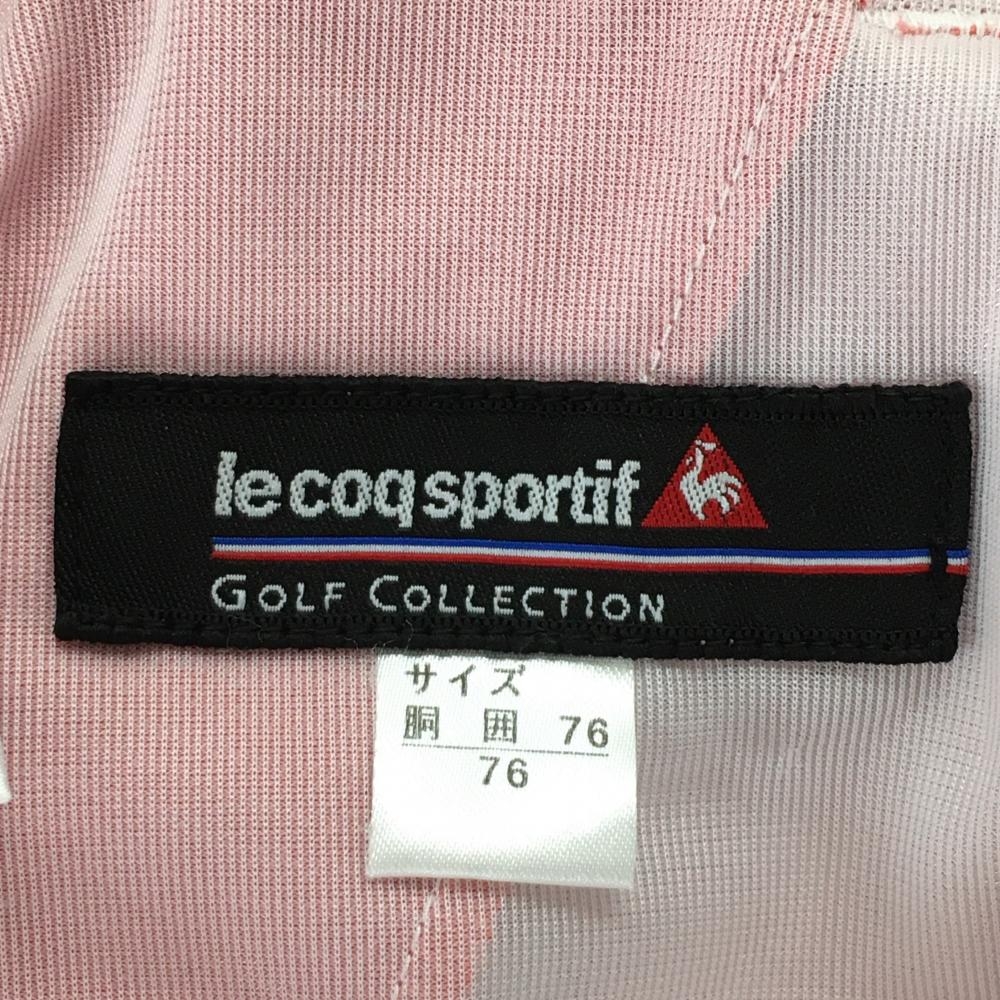 le coq sportif
GOLF COLLECTION
サイズ
胴 囲 76
76